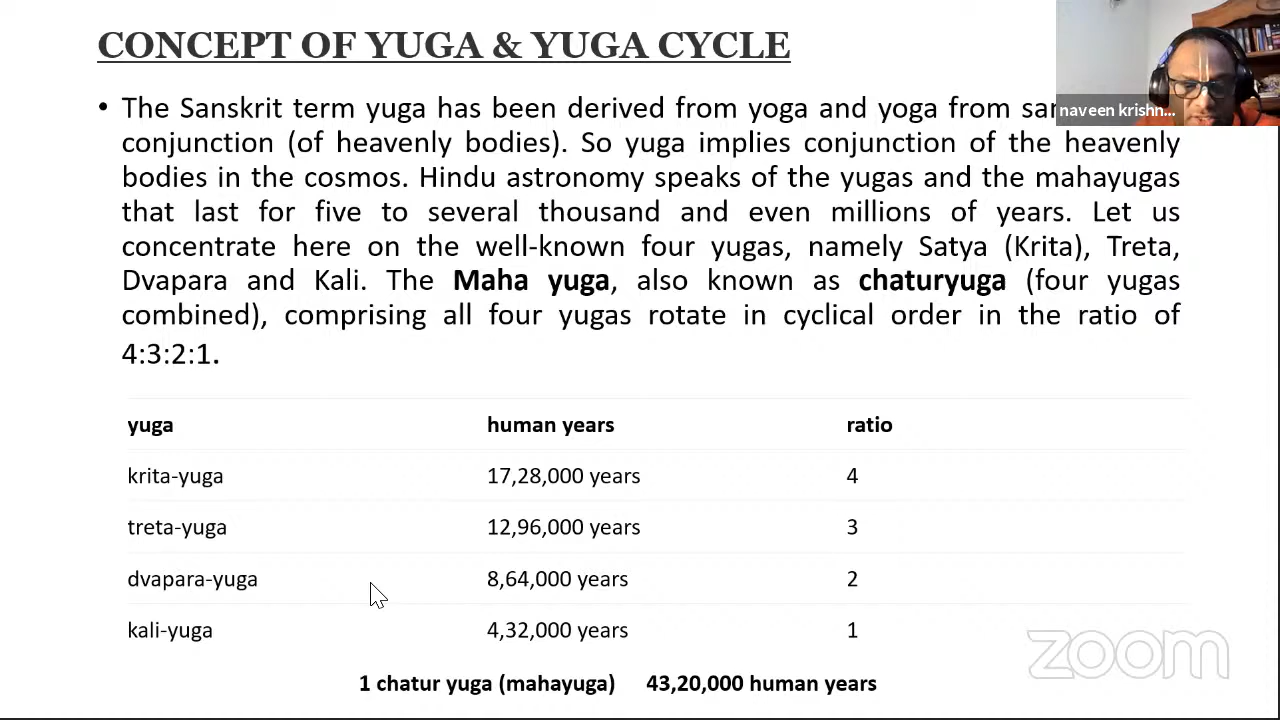 CONCEPT OF YUGA & YUGA CYCLE
• The Sanskrit term yuga has been derived from yoga and yoga from
conjunction (of heavenly bodies). So yuga implies conjunction of the heavenly
bodies in the cosmos. Hindu astronomy speaks of the yugas and the mahayugas
that last for five to several thousand and even millions of years. Let us
concentrate here on the well-known four yugas, namely Satya (Krita), Treta,
Dvapara and Kali. The Maha yuga, also known as chaturyuga (four yugas
combined), comprising all four yugas rotate in cyclical order in the ratio of
4:3:2:1.
yuga human years ratio
krita-yuga 17,28,000 years 4
treta-yuga 12,96,000 years 3
dvapara-yuga 8,64,000 years 2
kali-yuga 4,32,000 years 1
1 chatur yuga (mahayuga) 43,20,000 human years
naveen krishn...
zoom